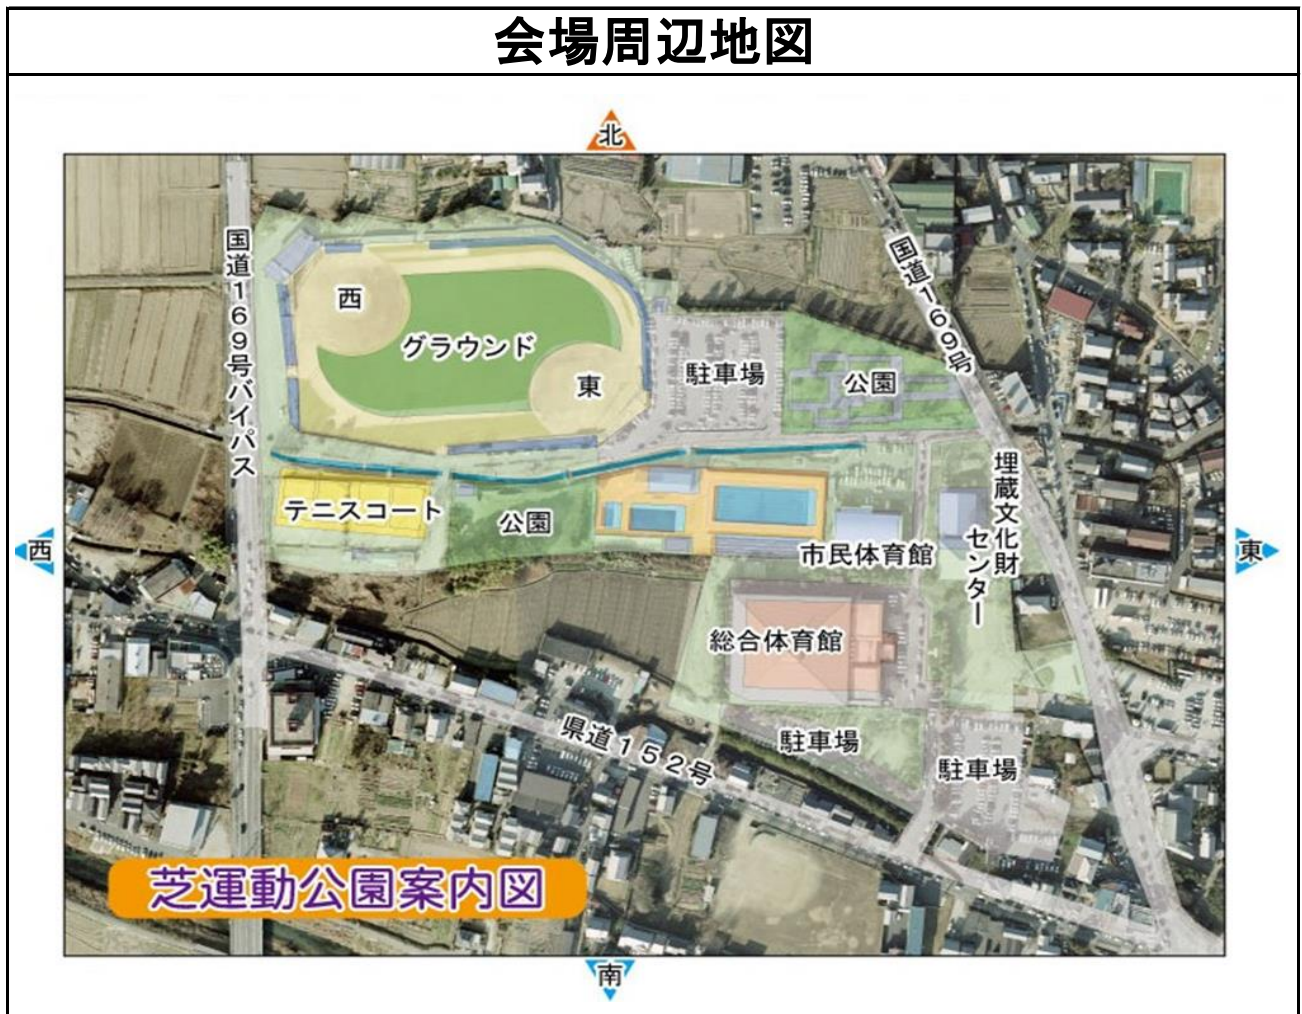 会場周辺地図
北
国道169号バイパス
国道169号
西
グラウンド
東
駐車場
公園
テニスコート
公園
埋蔵文化財
センター
市民体育館
西
東
総合体育館
県道152号
駐車場
駐車場
芝運動公園案内図
南